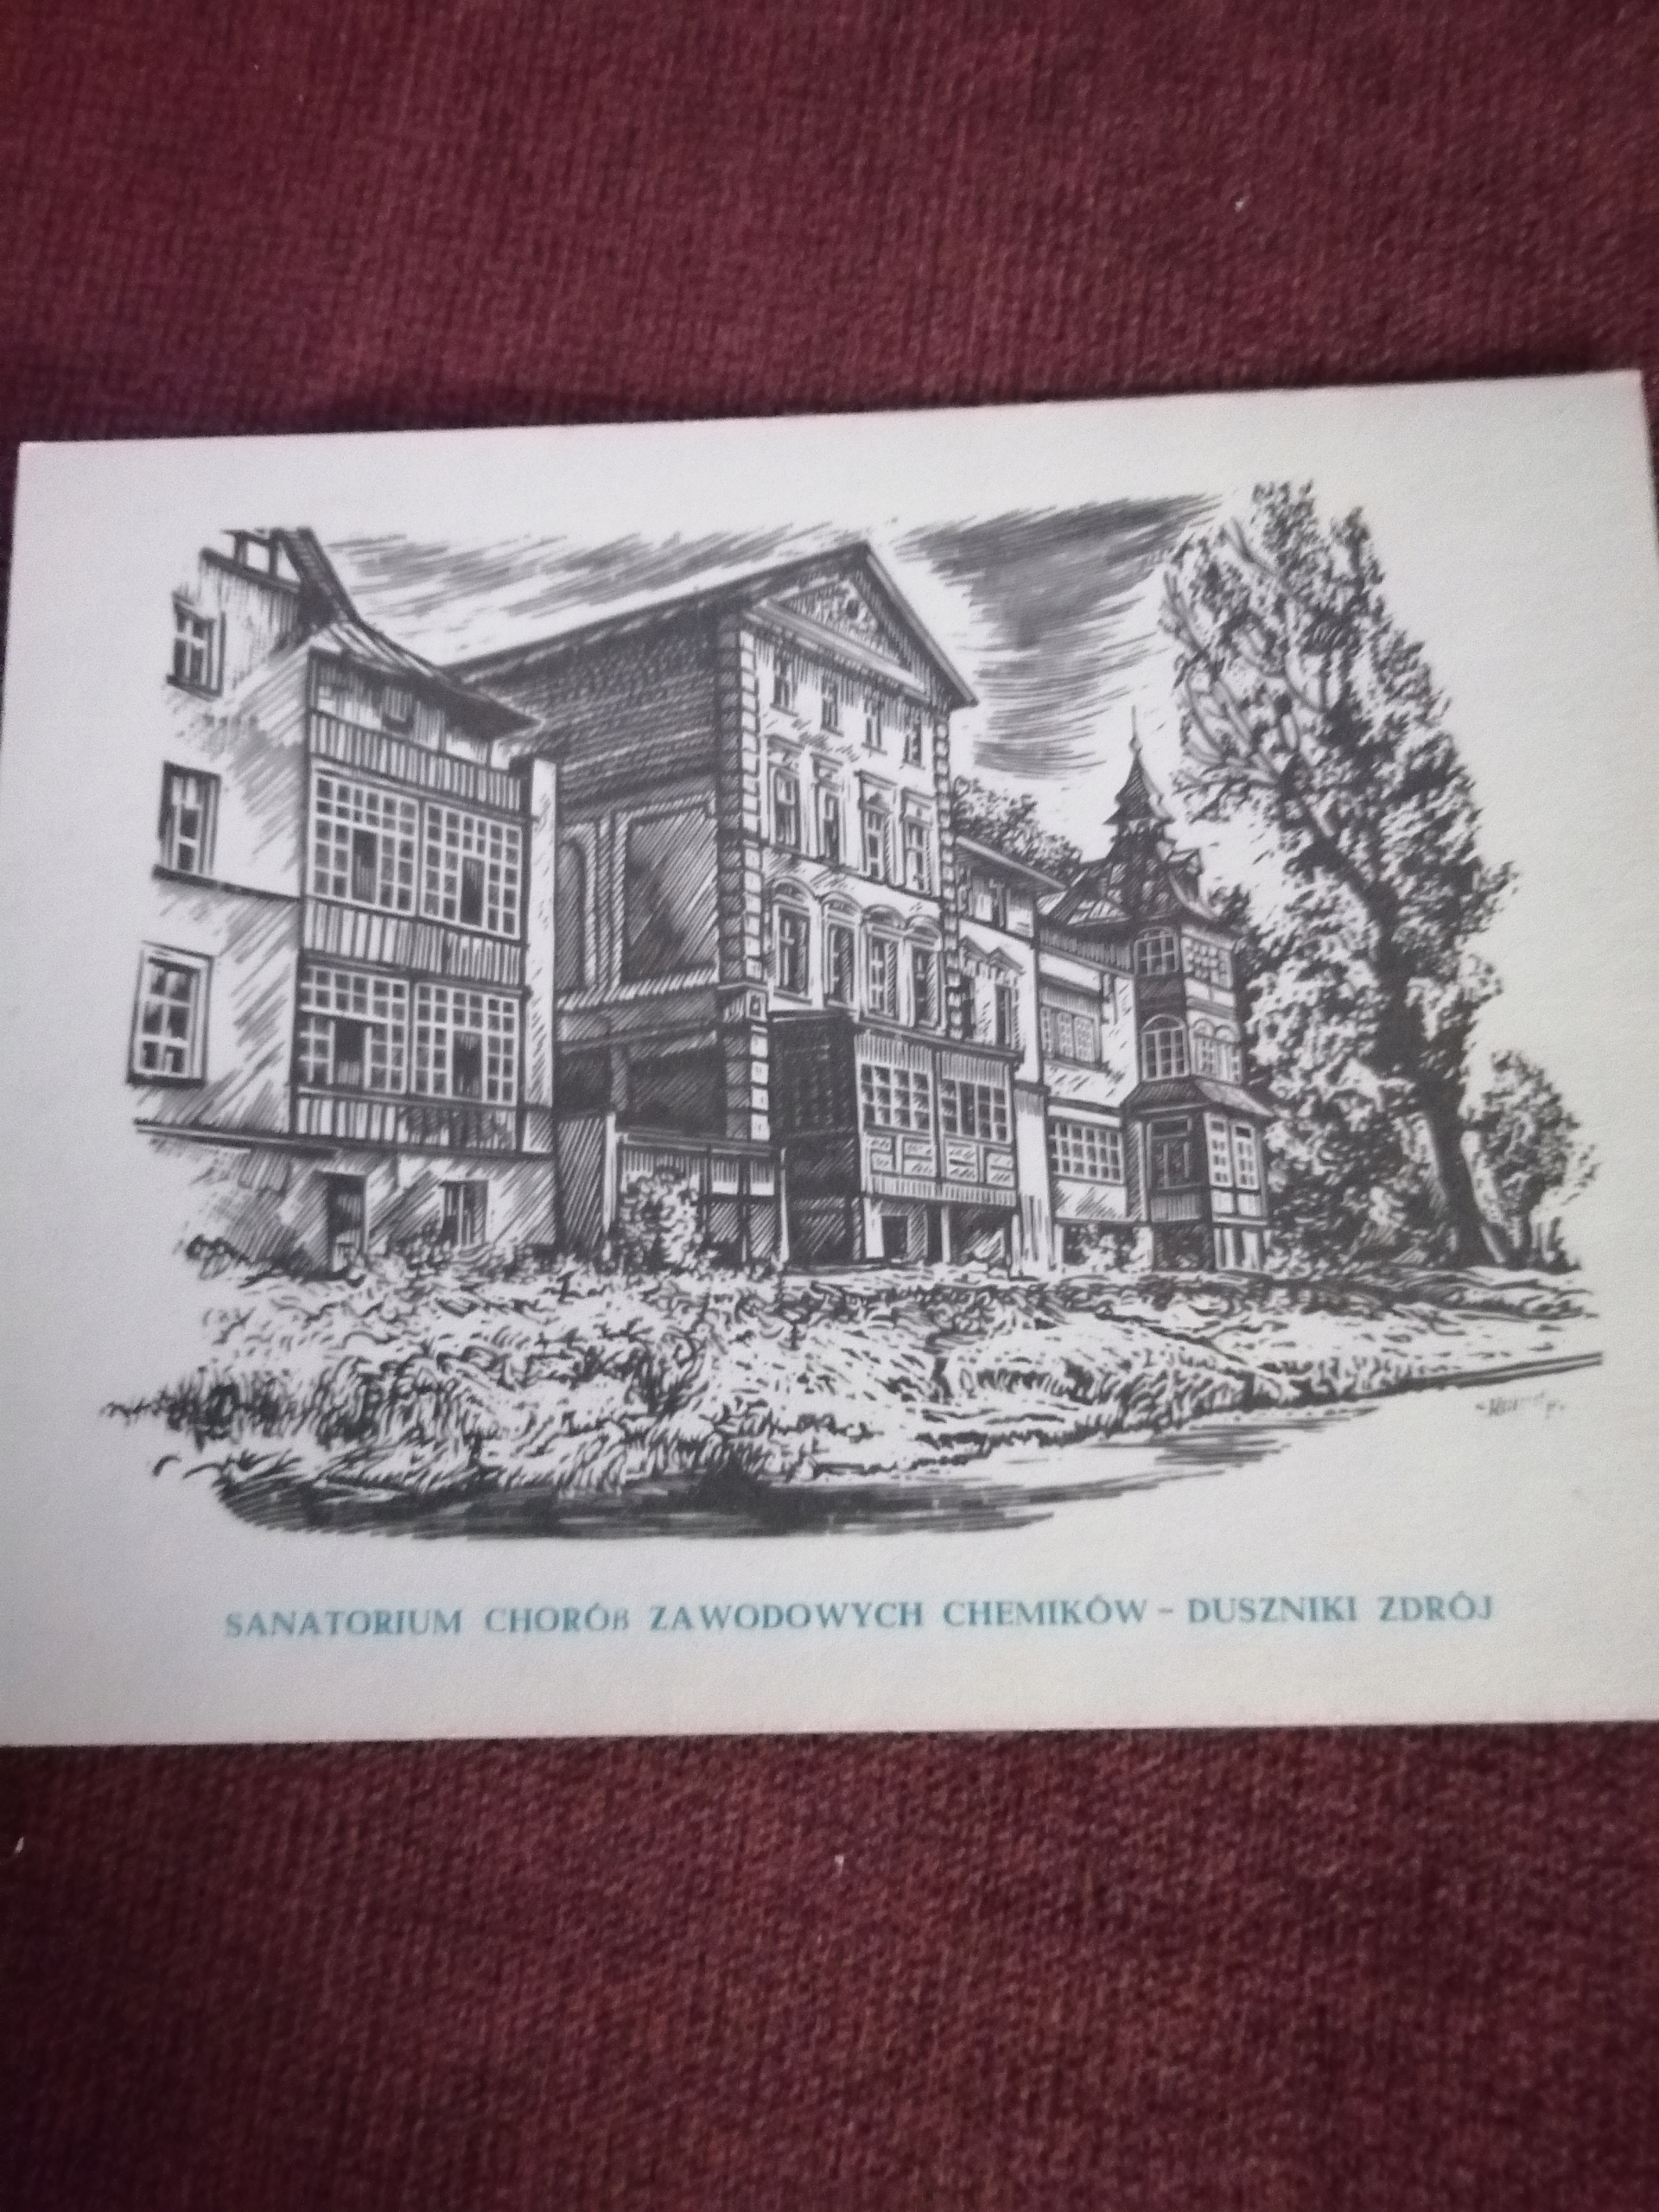 SANATORIUM CHORÓB ZAWODOWYCH CHEMIKÓW - DUSZNIKI ZDRÓJ